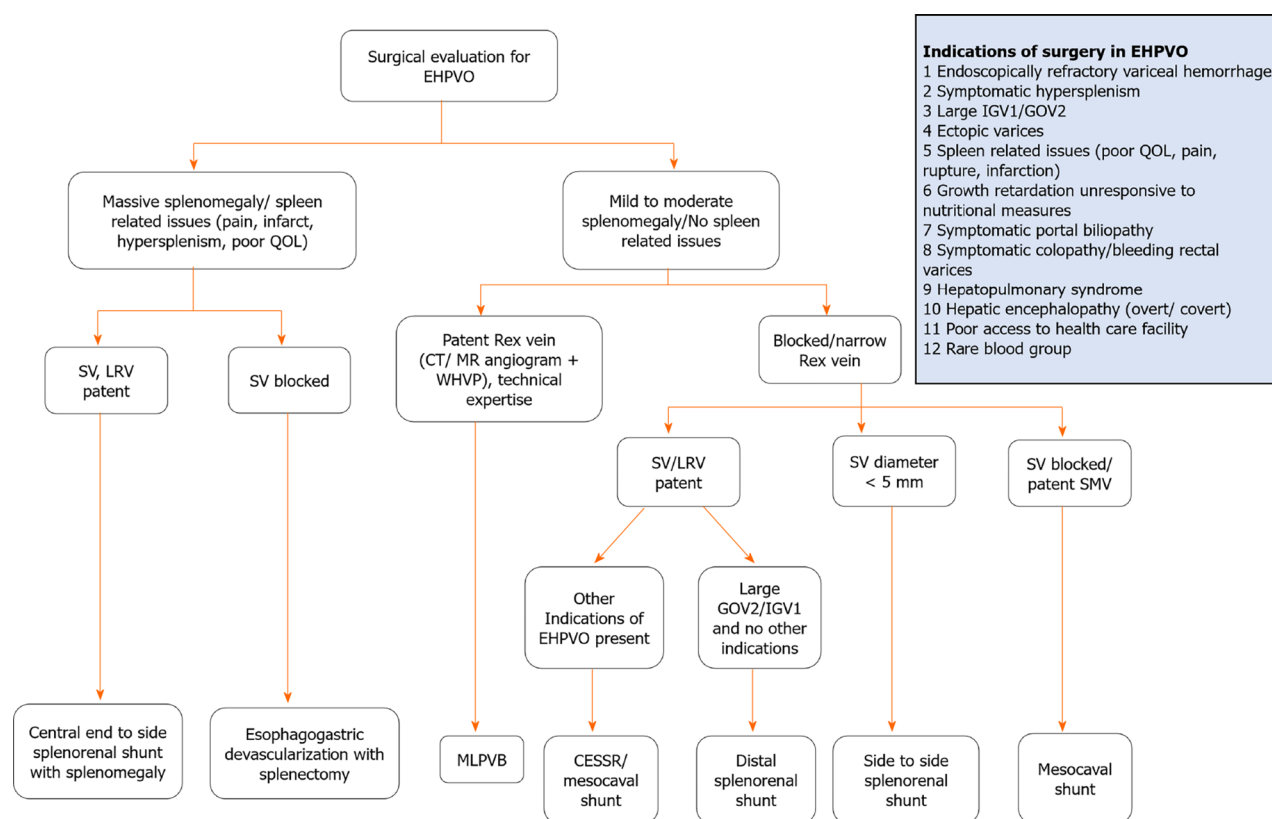 Surgical evaluation for
EHPVO
Indications of surgery in EHPVO
1 Endoscopically refractory variceal hemorrhage
2 Symptomatic hypersplenism
3 Large IGV1/GOV2
4 Ectopic varices
5 Spleen related issues (poor QOL, pain,
rupture, infarction)
6 Growth retardation unresponsive to
nutritional measures
7 Symptomatic portal biliopathy
8 Symptomatic colopathy/bleeding rectal
varices
9 Hepatopulmonary syndrome
10 Hepatic encephalopathy (overt/ covert)
11 Poor access to health care facility
12 Rare blood group
Massive splenomegaly/ spleen
related issues (pain, infarct,
hypersplenism, poor QOL)
Mild to moderate
splenomegaly/No spleen
related issues
SV, LRV
patent
SV blocked
Patent Rex vein
(CT/ MR angiogram +
WHVP), technical
expertise
Blocked/narrow
Rex vein
SV/LRV
patent
SV diameter
< 5 mm
SV blocked/
patent SMV
Other
Indications of
EHPVO present
Large
GOV2/IGV1
and no other
indications
Central end to side
splenorenal shunt
with splenomegaly
Esophagogastric
devascularization with
splenectomy
MLPVB
CESSR/
mesocaval
shunt
Distal
splenorenal
shunt
Side to side
splenorenal
shunt
Mesocaval
shunt